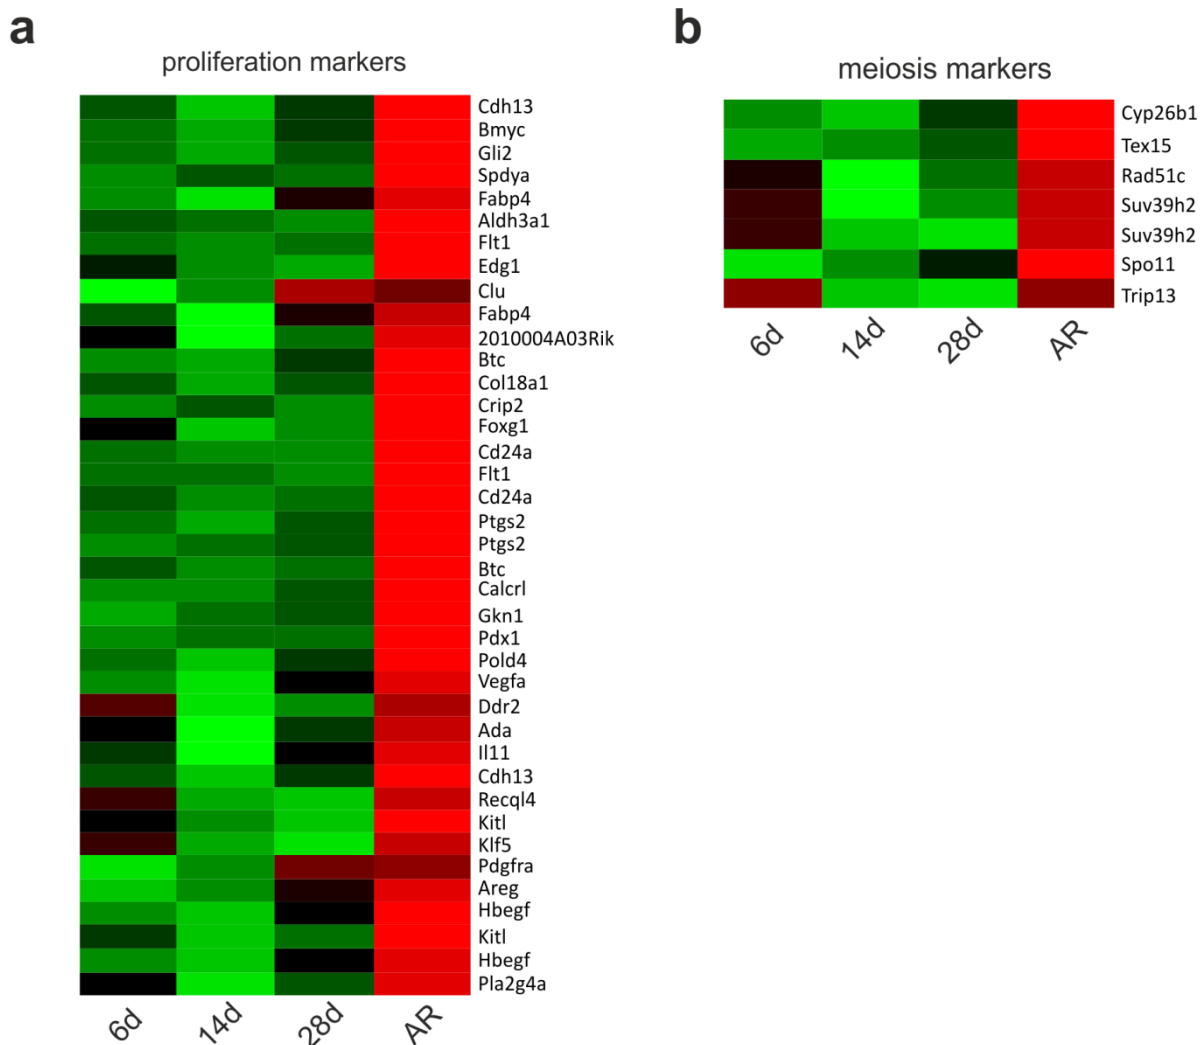 a
proliferation markers
Cdh13
Bmyc
Gli2
Spdya
Fabp4
Aldh3a1
Flt1
Edg1
Clu
Fabp4
2010004A03Rik
Btc
Col18a1
Crip2
Foxg1
Cd24a
Flt1
Cd24a
Ptgs2
Ptgs2
Btc
Calcrl
Gkn1
Pdx1
Pold4
Vegfa
Ddr2
Ada
Il11
Cdh13
Recql4
Kitl
Klf5
Pdgfra
Areg
Hbegf
Kitl
Hbegf
Pla2g4a
6d 14d 28d AR
b
meiosis markers
Cyp26b1
Tex15
Rad51c
Suv39h2
Suv39h2
Spo11
Trip13
6d 14d 28d AR